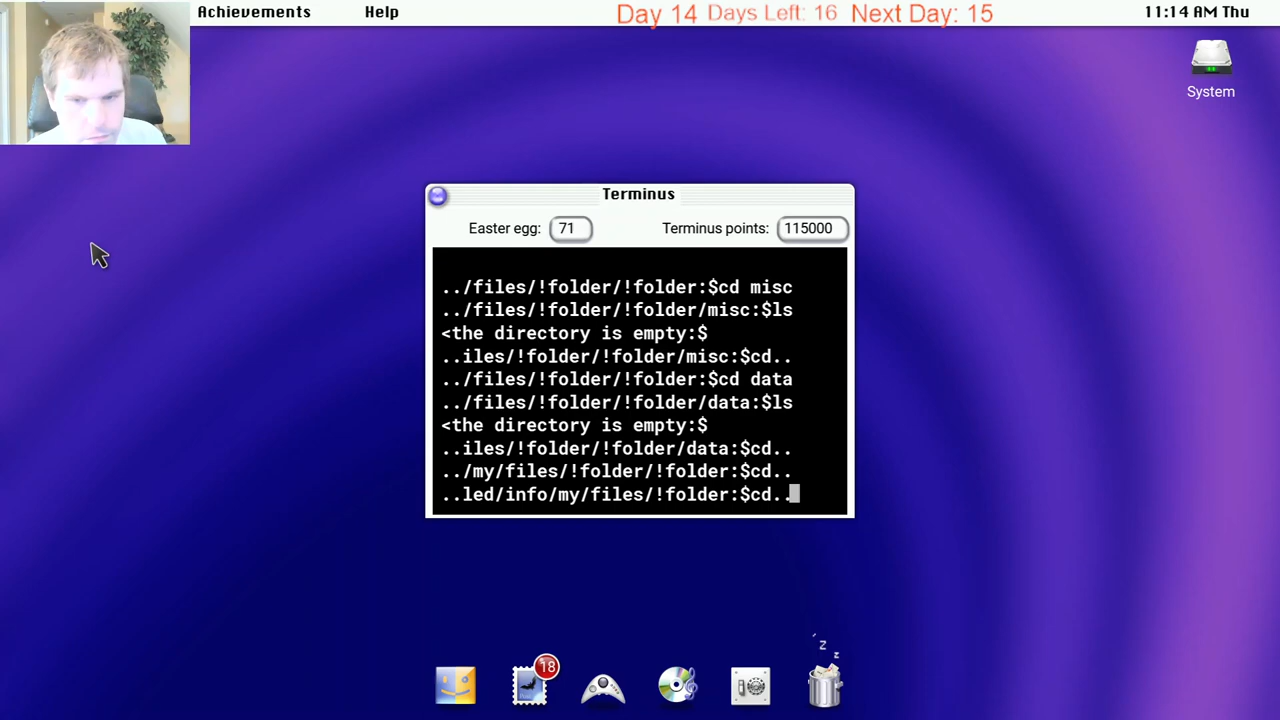 Achievements Help Day 14 Days Left: 16 Next Day: 15 11:14 AM Thu
System
Terminus
Easter egg: 71 Terminus points: 115000
../files/!folder/!folder:$cd misc
../files/!folder/!folder/misc:$ls
<the directory is empty:$
..iles/!folder/!folder/misc:$cd..
../files/!folder/!folder:$cd data
../files/!folder/!folder/data:$ls
<the directory is empty:$
..iles/!folder/!folder/data:$cd..
../my/files/!folder/!folder:$cd..
..led/info/my/files/!folder:$cd..
z
z
18